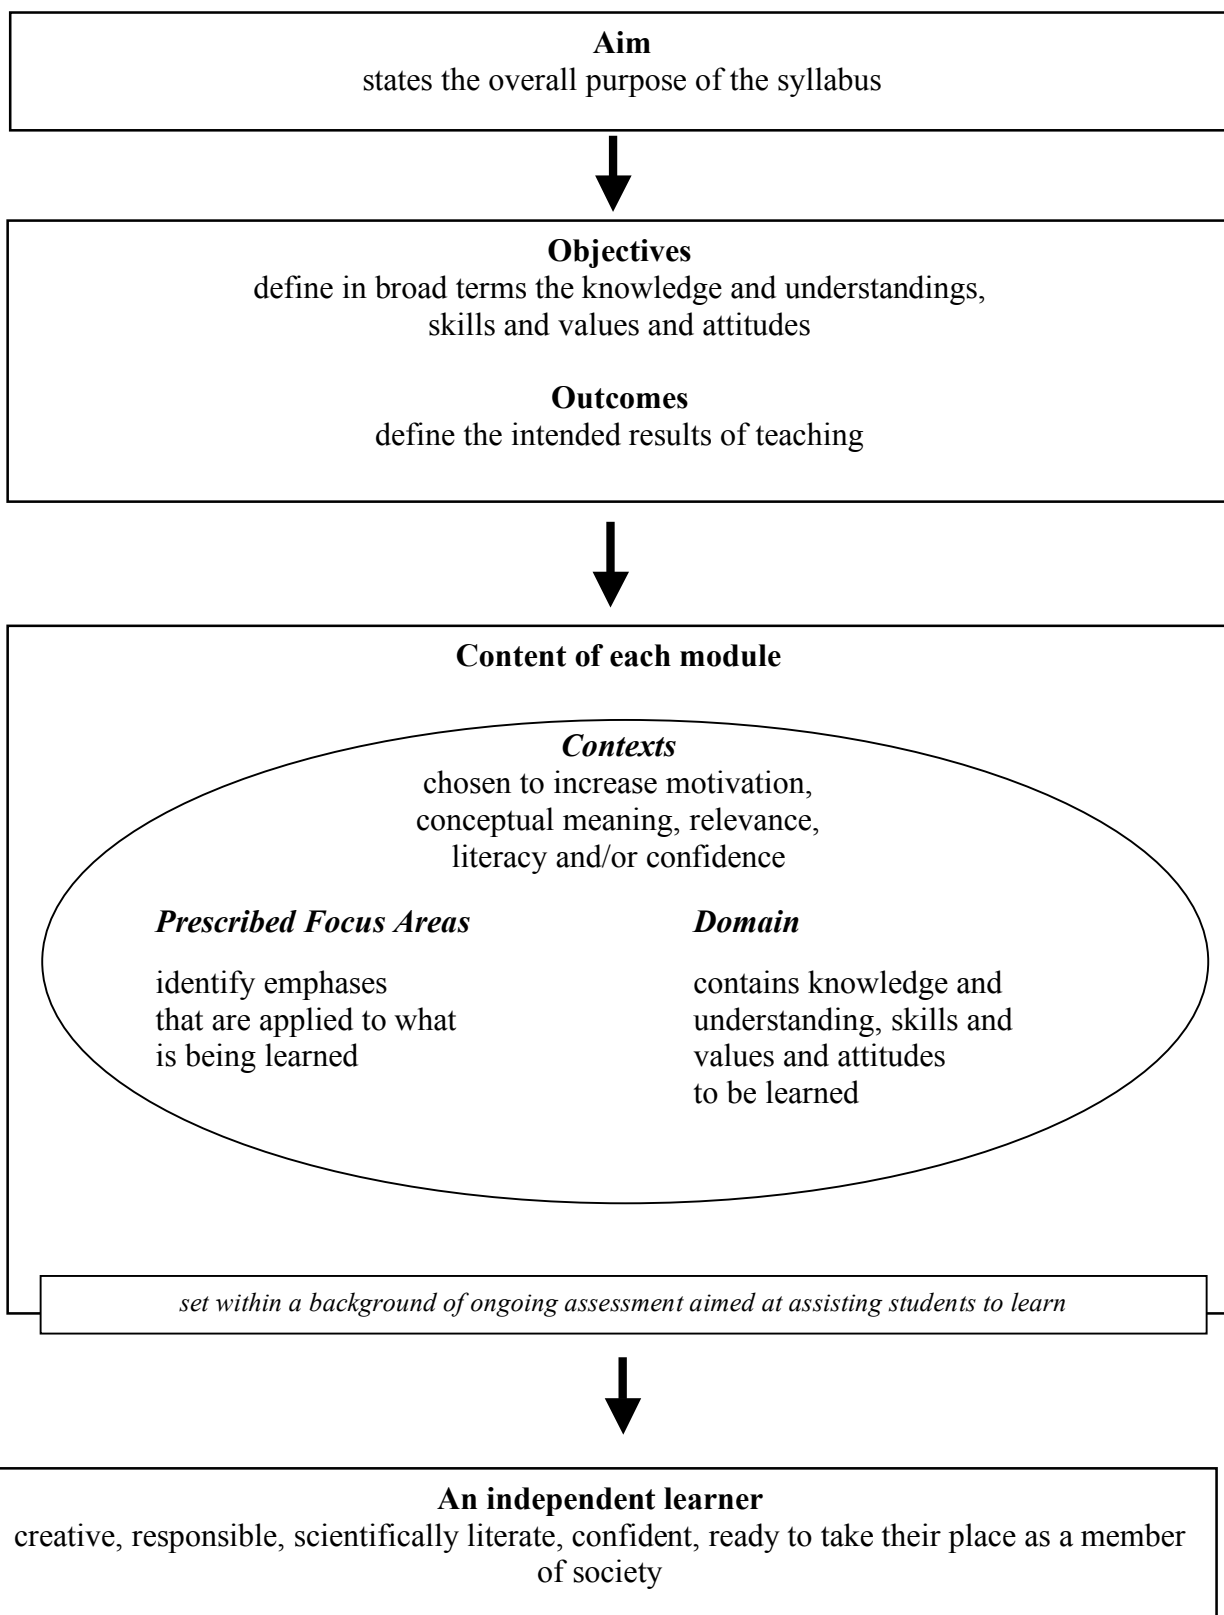 Aim
states the overall purpose of the syllabus
Objectives
define in broad terms the knowledge and understandings,
skills and values and attitudes
Outcomes
define the intended results of teaching
Content of each module
Contexts
chosen to increase motivation,
conceptual meaning, relevance,
literacy and/or confidence
Prescribed Focus Areas
identify emphases
that are applied to what
is being learned
Domain
contains knowledge and
understanding, skills and
values and attitudes
to be learned
set within a background of ongoing assessment aimed at assisting students to learn
An independent learner
creative, responsible, scientifically literate, confident, ready to take their place as a member
of society